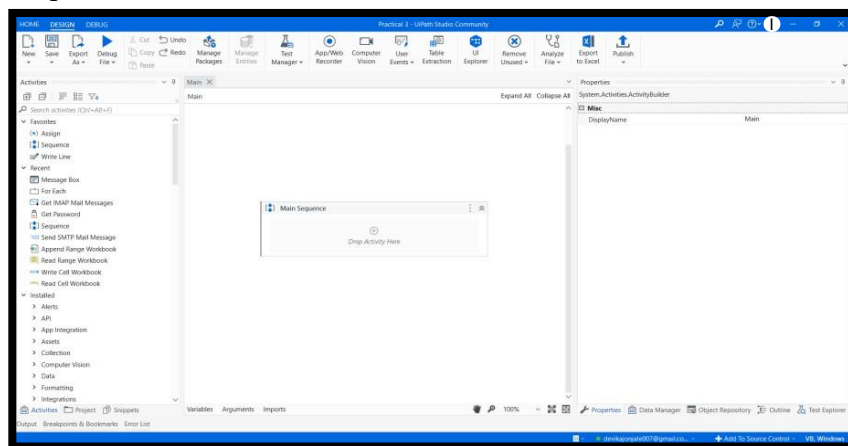 HOME DESIGN DEBUG
Practical 3 - UiPath Studio Community
New
Save
Export As
Debug File
Cut
Copy
Paste
Undo
Redo
Manage Packages
Manage Entities
Test Manager
App/Web Recorder
Computer Vision
User Events
Table Extraction
UI Explorer
Remove Unused
Analyze File
Export to Excel
Publish
Activities
Search activities (Ctrl+Alt+F)
Favorites
Assign
Sequence
Write Line
Recent
Message Box
For Each
Get IMAP Mail Messages
Get Password
Sequence
Send SMTP Mail Message
Append Range Workbook
Read Range Workbook
Write Cell Workbook
Read Cell Workbook
Installed
Alerts
API
App Integration
Assets
Collection
Computer Vision
Data
Formatting
Integrations
Main
Main
Expand All Collapse All
Main Sequence
Drop Activity Here
Properties
System.Activities.ActivityBuilder
Misc
DisplayName Main
Activities Project Snippets
Variables Arguments Imports
100%
Properties Data Manager Object Repository Outline Test Explorer
Output Breakpoints & Bookmarks Error List
Add To Source Control VB, Windows